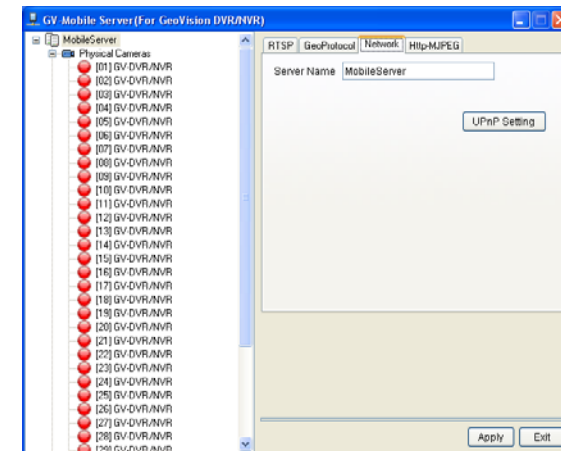 GV-Mobile Server(For GeoVision DVR/NVR)
MobileServer
Physical Cameras
[01] GV-DVR/NVR
[02] GV-DVR/NVR
[03] GV-DVR/NVR
[04] GV-DVR/NVR
[05] GV-DVR/NVR
[06] GV-DVR/NVR
[07] GV-DVR/NVR
[08] GV-DVR/NVR
[09] GV-DVR/NVR
[10] GV-DVR/NVR
[11] GV-DVR/NVR
[12] GV-DVR/NVR
[13] GV-DVR/NVR
[14] GV-DVR/NVR
[15] GV-DVR/NVR
[16] GV-DVR/NVR
[17] GV-DVR/NVR
[18] GV-DVR/NVR
[19] GV-DVR/NVR
[20] GV-DVR/NVR
[21] GV-DVR/NVR
[22] GV-DVR/NVR
[23] GV-DVR/NVR
[24] GV-DVR/NVR
[25] GV-DVR/NVR
[26] GV-DVR/NVR
[27] GV-DVR/NVR
[28] GV-DVR/NVR
[29] GV-DVR/NVR
RTSP GeoProtocol Network Http-MJPEG
Server Name MobileServer
UPnP Setting
Apply Exit